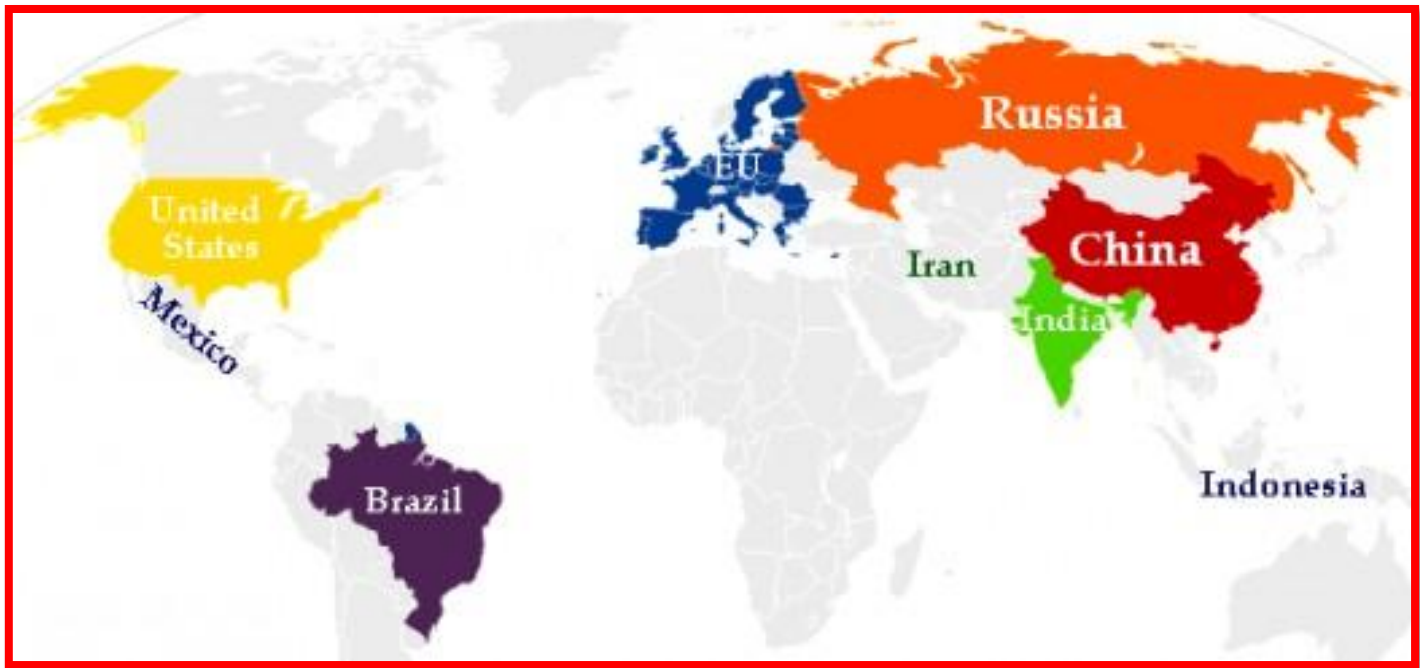 Russia
EU
United
States
China
Iran
Mexico
India
Indonesia
Brazil